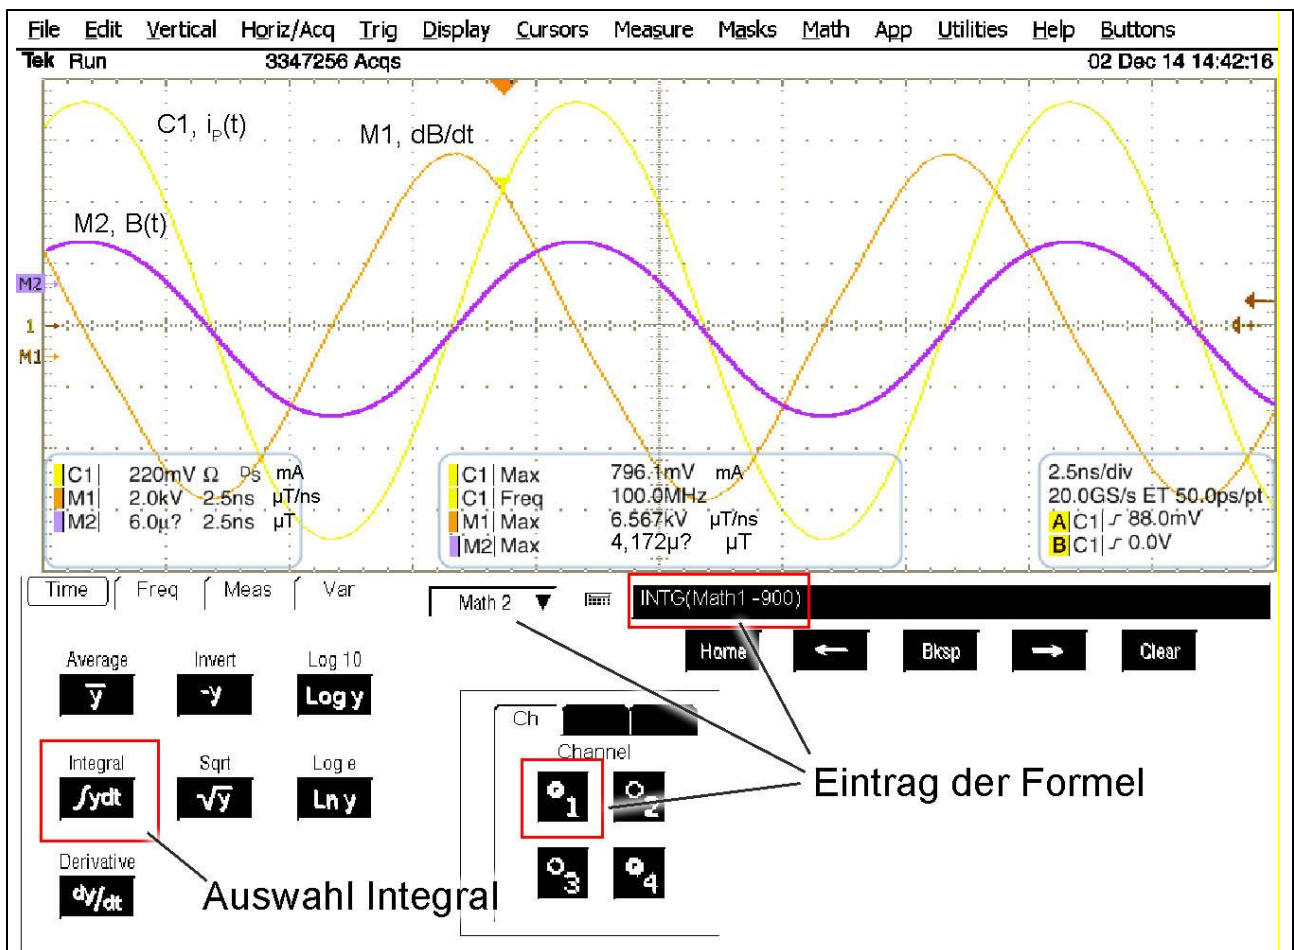 File Edit Vertical Horiz/Acq Trig Display Cursors Measure Masks Math App Utilities Help Buttons
Tek Run 3347256 Acqs 02 Dec 14 14:42:16
C1, iP(t)
M1, dB/dt
M2, B(t)
M2
1
M1
C1 220mV Ω mA
M1 2.0kV 2.5ns µT/ns
M2 6.0µ? 2.5ns µT
C1 Max 796.1mV mA
C1 Freq 100.0MHz
M1 Max 6.567kV µT/ns
M2 Max 4,172µ? µT
2.5ns/div
20.0GS/s ET 50.0ps/pt
A C1 88.0mV
B C1 0.0V
Time Freq Meas Var
Math 2 INTG(Math1 -900)
Home ← Bksp → Clear
Average Invert Log 10
y -y Log y
Ch
Channel
Integral Sqrt Log e
∫ydt √y Ln y
1 2
Eintrag der Formel
Derivative
dy/dt
3 4
Auswahl Integral